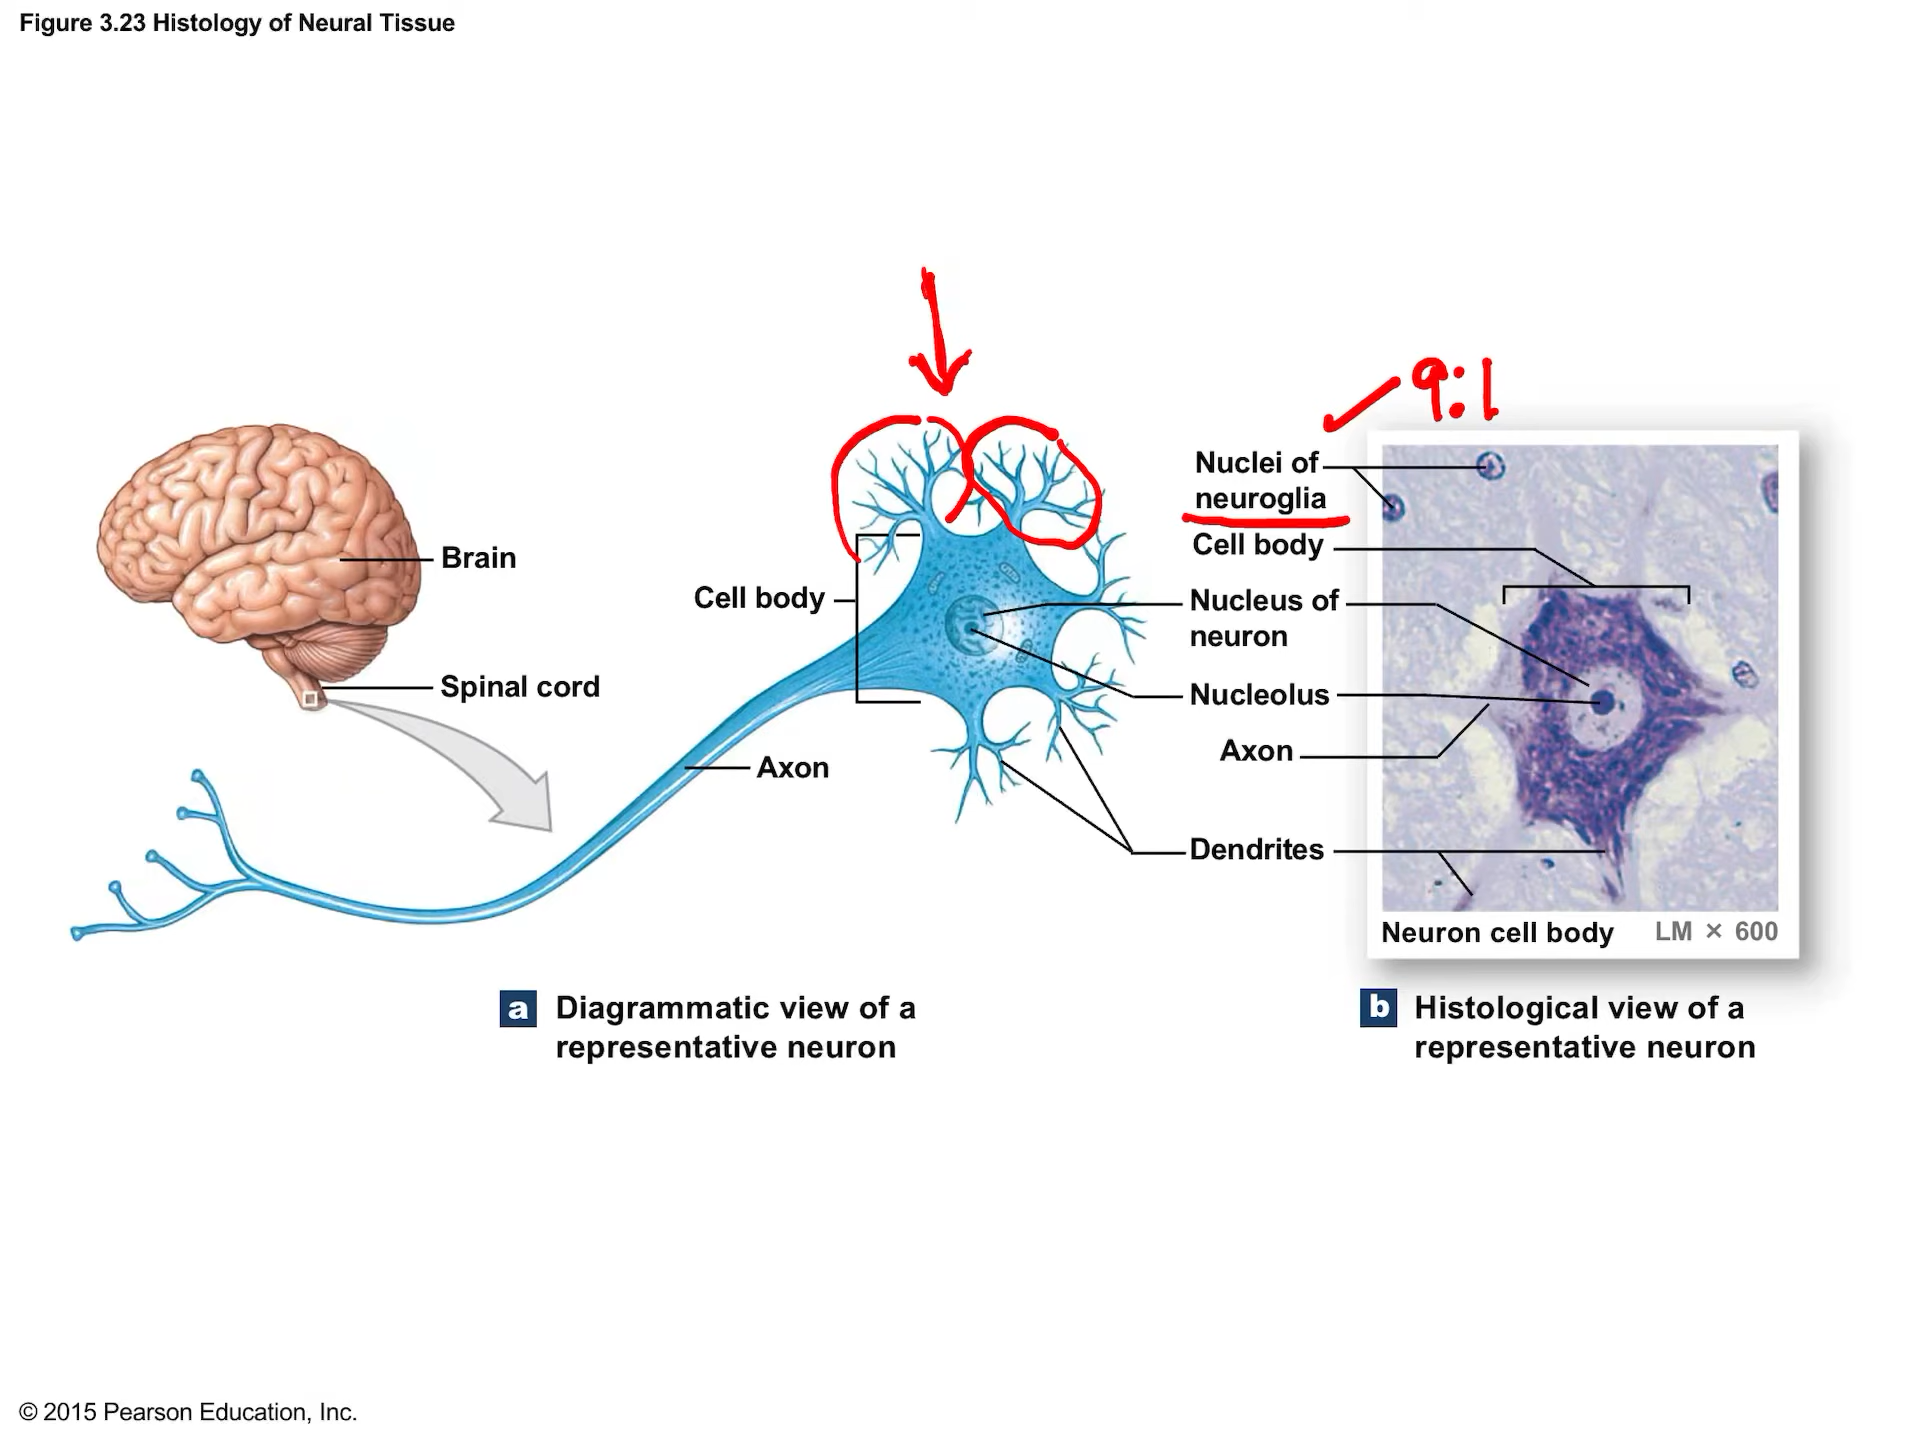 Figure 3.23 Histology of Neural Tissue
9:1
Nuclei of
neuroglia
Cell body
Brain
Cell body
Nucleus of
neuron
Spinal cord
Nucleolus
Axon
Axon
Dendrites
Neuron cell body LM × 600
a Diagrammatic view of a
representative neuron
b Histological view of a
representative neuron
© 2015 Pearson Education, Inc.